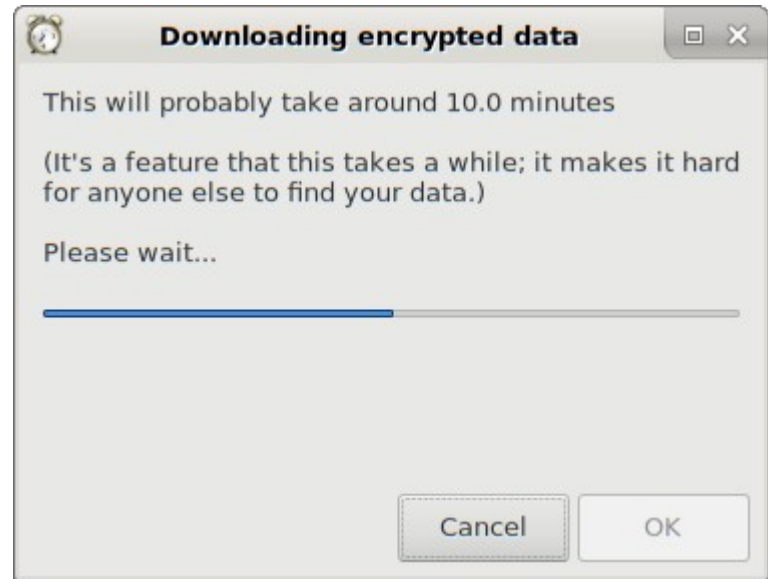 Downloading encrypted data
This will probably take around 10.0 minutes
(It's a feature that this takes a while; it makes it hard
for anyone else to find your data.)
Please wait...
Cancel
OK